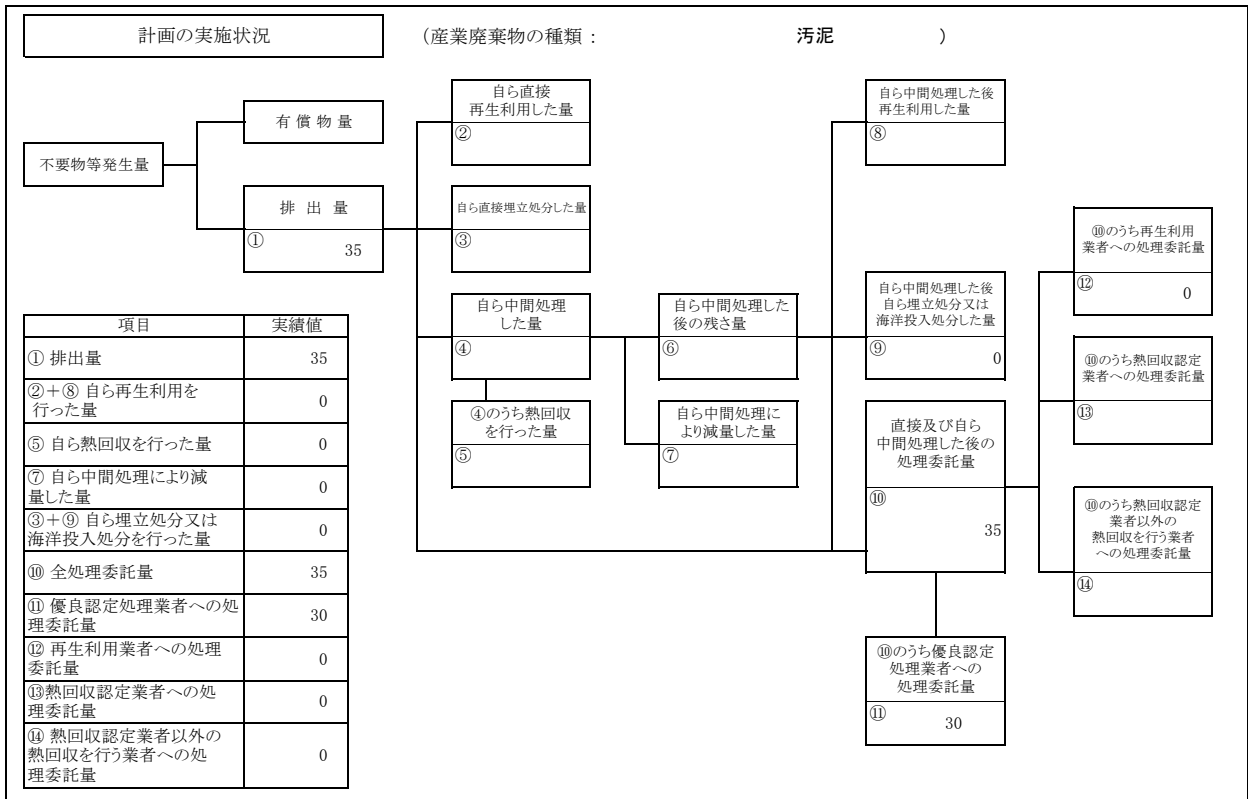 計画の実施状況
（産業廃棄物の種類： 汚泥 ）
不要物等発生量
有償物量
排出量
① 35
自ら直接
再生利用した量
②
自ら直接埋立処分した量
③
自ら中間処理
した量
④
④のうち熱回収
を行った量
⑤
自ら中間処理した
後の残さ量
⑥
自ら中間処理に
より減量した量
⑦
自ら中間処理した後
再生利用した量
⑧
自ら中間処理した後
自ら埋立処分又は
海洋投入処分した量
⑨ 0
直接及び自ら
中間処理した後の
処理委託量
⑩
35
⑩のうち優良認定
処理業者への
処理委託量
⑪ 30
⑩のうち再生利用
業者への処理委託量
⑫ 0
⑩のうち熱回収認定
業者への処理委託量
⑬
⑩のうち熱回収認定
業者以外の
熱回収を行う業者
への処理委託量
⑭
項目 実績値
① 排出量 35
②＋⑧ 自ら再生利用を
行った量 0
⑤ 自ら熱回収を行った量 0
⑦ 自ら中間処理により減
量した量 0
③＋⑨ 自ら埋立処分又は
海洋投入処分を行った量 0
⑩ 全処理委託量 35
⑪ 優良認定処理業者への処
理委託量 30
⑫ 再生利用業者への処理
委託量 0
⑬熱回収認定業者への処
理委託量 0
⑭ 熱回収認定業者以外の
熱回収を行う業者への処
理委託量 0